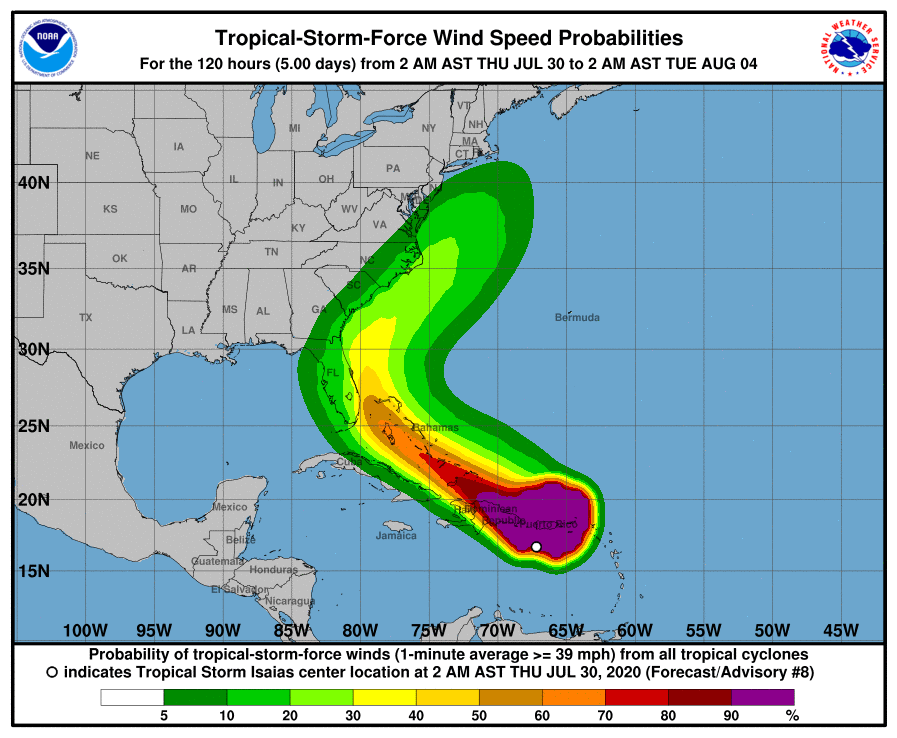 Tropical-Storm-Force Wind Speed Probabilities
For the 120 hours (5.00 days) from 2 AM AST THU JUL 30 to 2 AM AST TUE AUG 04
NOAA
NATIONAL WEATHER SERVICE
VT
NH
MI
NY
MA
CT
IA
NE
PA
40N
IL
IN
OH
KS
MO
WV
VA
KY
OK
TN
NC
35N
AR
SC
MS
AL
GA
TX
LA
Bermuda
30N
FL
25N
Bahamas
Mexico
Cuba
20N
Mexico
Dominican
Republic
Puerto Rico
Jamaica
Belize
Guatemala
Honduras
15N
El Salvador
Nicaragua
100W 95W 90W 85W 80W 75W 70W 65W 60W 55W 50W 45W
Probability of tropical-storm-force winds (1-minute average >= 39 mph) from all tropical cyclones
indicates Tropical Storm Isaias center location at 2 AM AST THU JUL 30, 2020 (Forecast/Advisory #8)
5 10 20 30 40 50 60 70 80 90 %